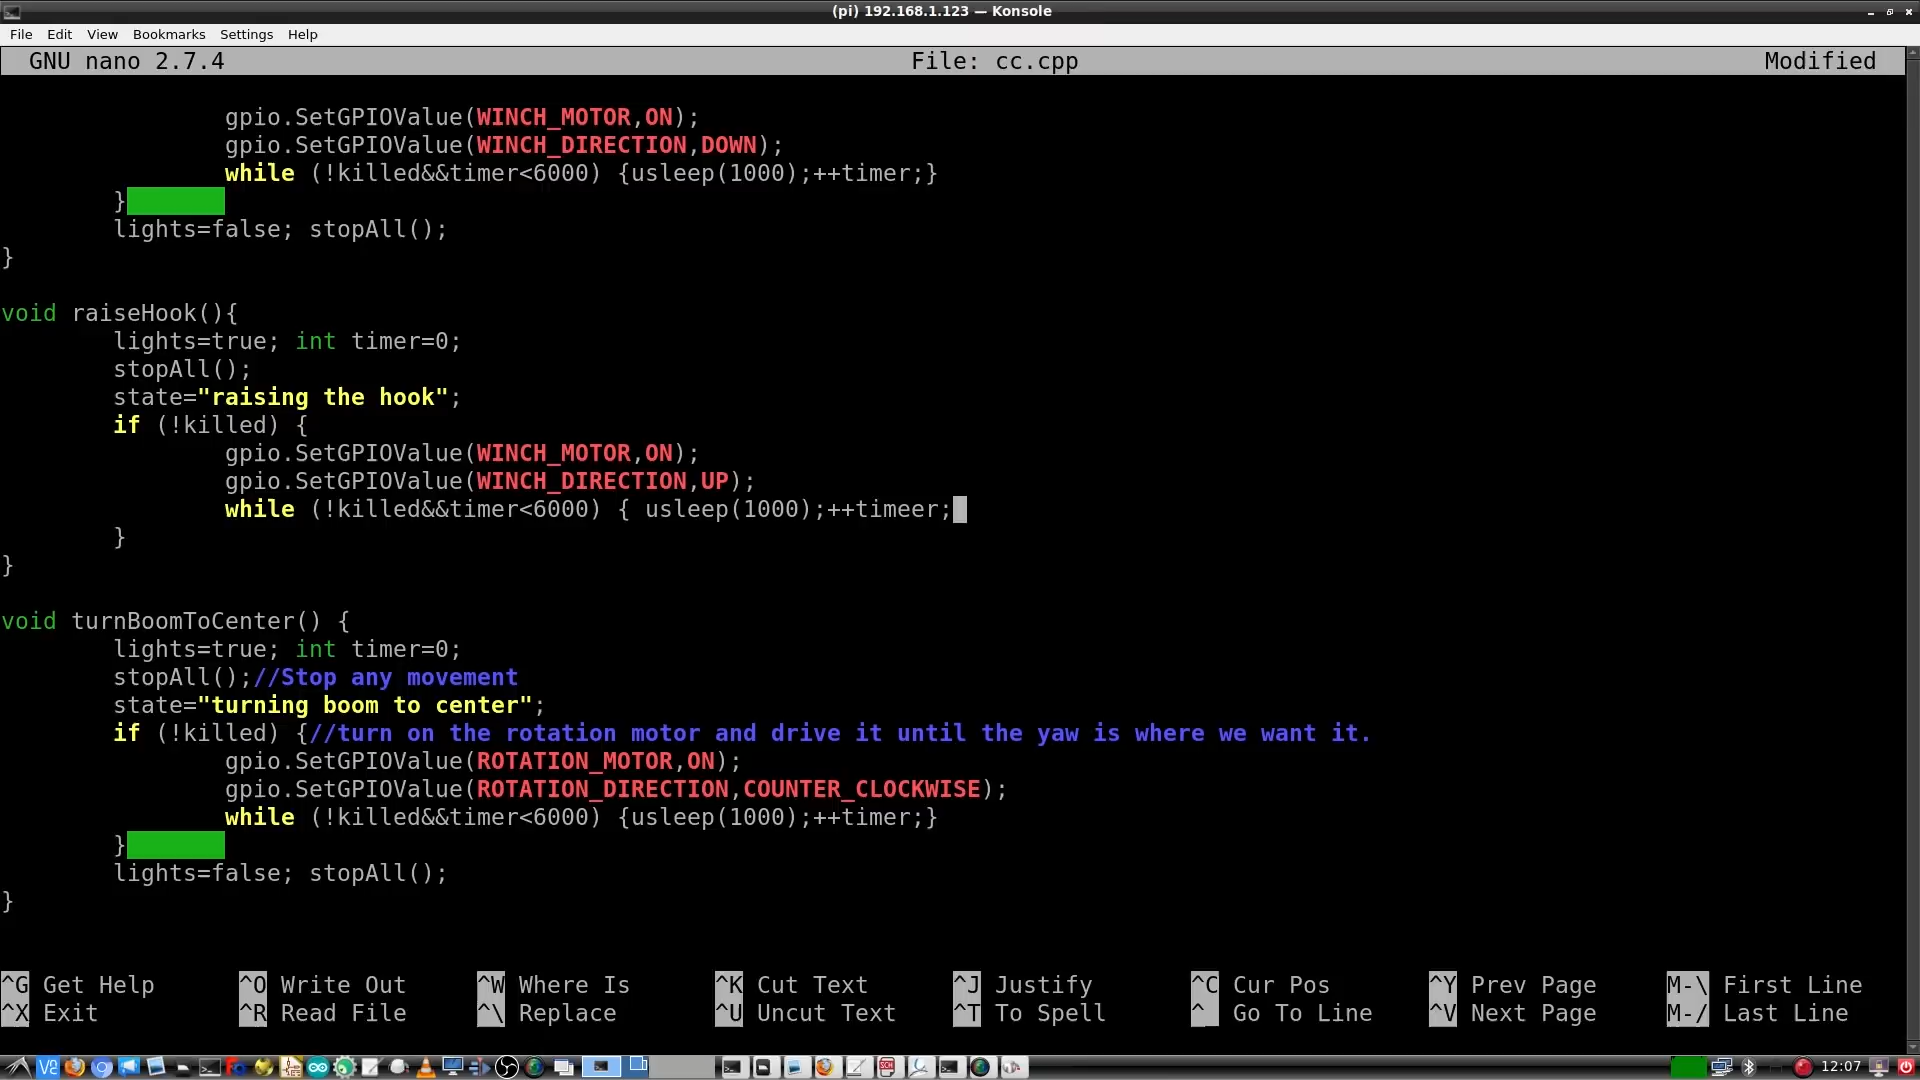 (pi) 192.168.1.123 — Konsole
File Edit View Bookmarks Settings Help
GNU nano 2.7.4 File: cc.cpp Modified
gpio.SetGPIOValue(WINCH_MOTOR,ON);
gpio.SetGPIOValue(WINCH_DIRECTION,DOWN);
while (!killed&&timer<6000) {usleep(1000);++timer;}
}
lights=false; stopAll();
}
void raiseHook(){
lights=true; int timer=0;
stopAll();
state="raising the hook";
if (!killed) {
gpio.SetGPIOValue(WINCH_MOTOR,ON);
gpio.SetGPIOValue(WINCH_DIRECTION,UP);
while (!killed&&timer<6000) { usleep(1000);++timeer;
}
}
void turnBoomToCenter() {
lights=true; int timer=0;
stopAll();//Stop any movement
state="turning boom to center";
if (!killed) {//turn on the rotation motor and drive it until the yaw is where we want it.
gpio.SetGPIOValue(ROTATION_MOTOR,ON);
gpio.SetGPIOValue(ROTATION_DIRECTION,COUNTER_CLOCKWISE);
while (!killed&&timer<6000) {usleep(1000);++timer;}
}
lights=false; stopAll();
}
^G Get Help ^O Write Out ^W Where Is ^K Cut Text ^J Justify ^C Cur Pos ^Y Prev Page M-\ First Line
^X Exit ^R Read File ^\ Replace ^U Uncut Text ^T To Spell ^_ Go To Line ^V Next Page M-/ Last Line
12:07